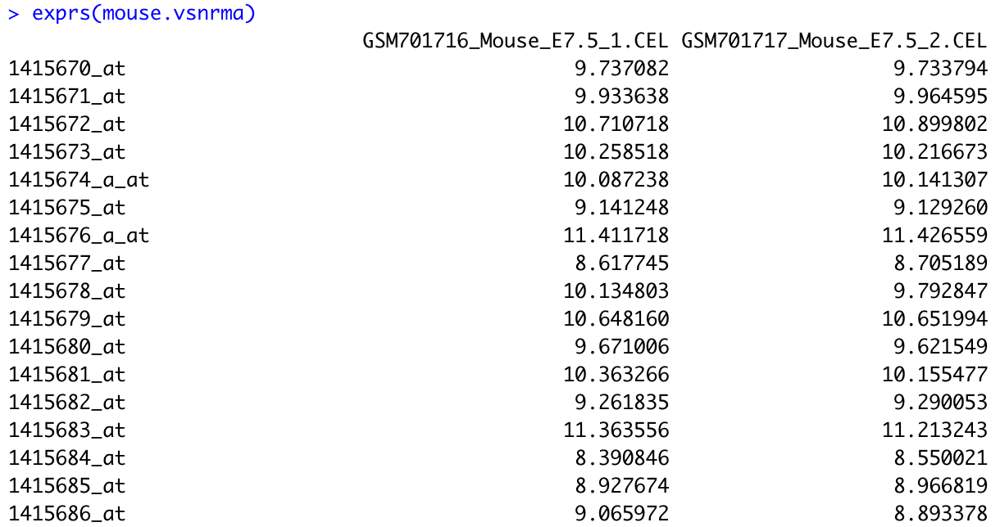 > exprs(mouse.vsnrma)
GSM701716_Mouse_E7.5_1.CEL GSM701717_Mouse_E7.5_2.CEL
1415670_at 9.737082 9.733794
1415671_at 9.933638 9.964595
1415672_at 10.710718 10.899802
1415673_at 10.258518 10.216673
1415674_a_at 10.087238 10.141307
1415675_at 9.141248 9.129260
1415676_a_at 11.411718 11.426559
1415677_at 8.617745 8.705189
1415678_at 10.134803 9.792847
1415679_at 10.648160 10.651994
1415680_at 9.671006 9.621549
1415681_at 10.363266 10.155477
1415682_at 9.261835 9.290053
1415683_at 11.363556 11.213243
1415684_at 8.390846 8.550021
1415685_at 8.927674 8.966819
1415686_at 9.065972 8.893378